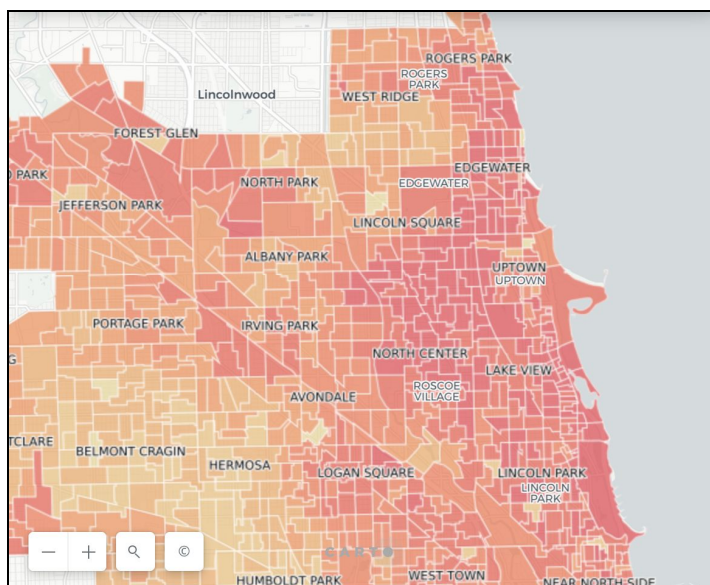 ROGERS PARK
ROGERS
PARK
Lincolnwood
WEST RIDGE
FOREST GLEN
EDGEWATER
O PARK
NORTH PARK
EDGEWATER
JEFFERSON PARK
LINCOLN SQUARE
ALBANY PARK
UPTOWN
UPTOWN
PORTAGE PARK
IRVING PARK
NORTH CENTER
G
LAKE VIEW
ROSCOE
VILLAGE
AVONDALE
TCLARE
BELMONT CRAGIN
HERMOSA
LOGAN SQUARE
LINCOLN PARK
LINCOLN
PARK
©
CARTO
HUMBOLDT PARK
WEST TOWN
NEAR NORTH SIDE